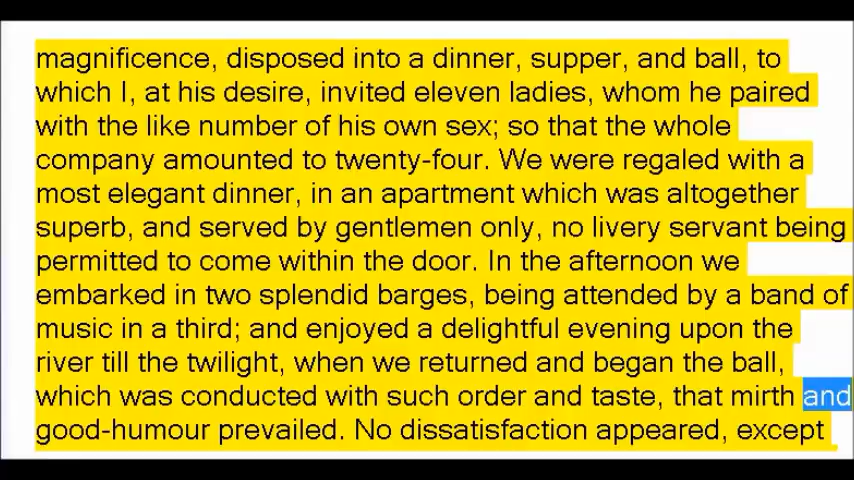 magnificence, disposed into a dinner, supper, and ball, to
which I, at his desire, invited eleven ladies, whom he paired
with the like number of his own sex; so that the whole
company amounted to twenty-four. We were regaled with a
most elegant dinner, in an apartment which was altogether
superb, and served by gentlemen only, no livery servant being
permitted to come within the door. In the afternoon we
embarked in two splendid barges, being attended by a band of
music in a third; and enjoyed a delightful evening upon the
river till the twilight, when we returned and began the ball,
which was conducted with such order and taste, that mirth and
good-humour prevailed. No dissatisfaction appeared, except